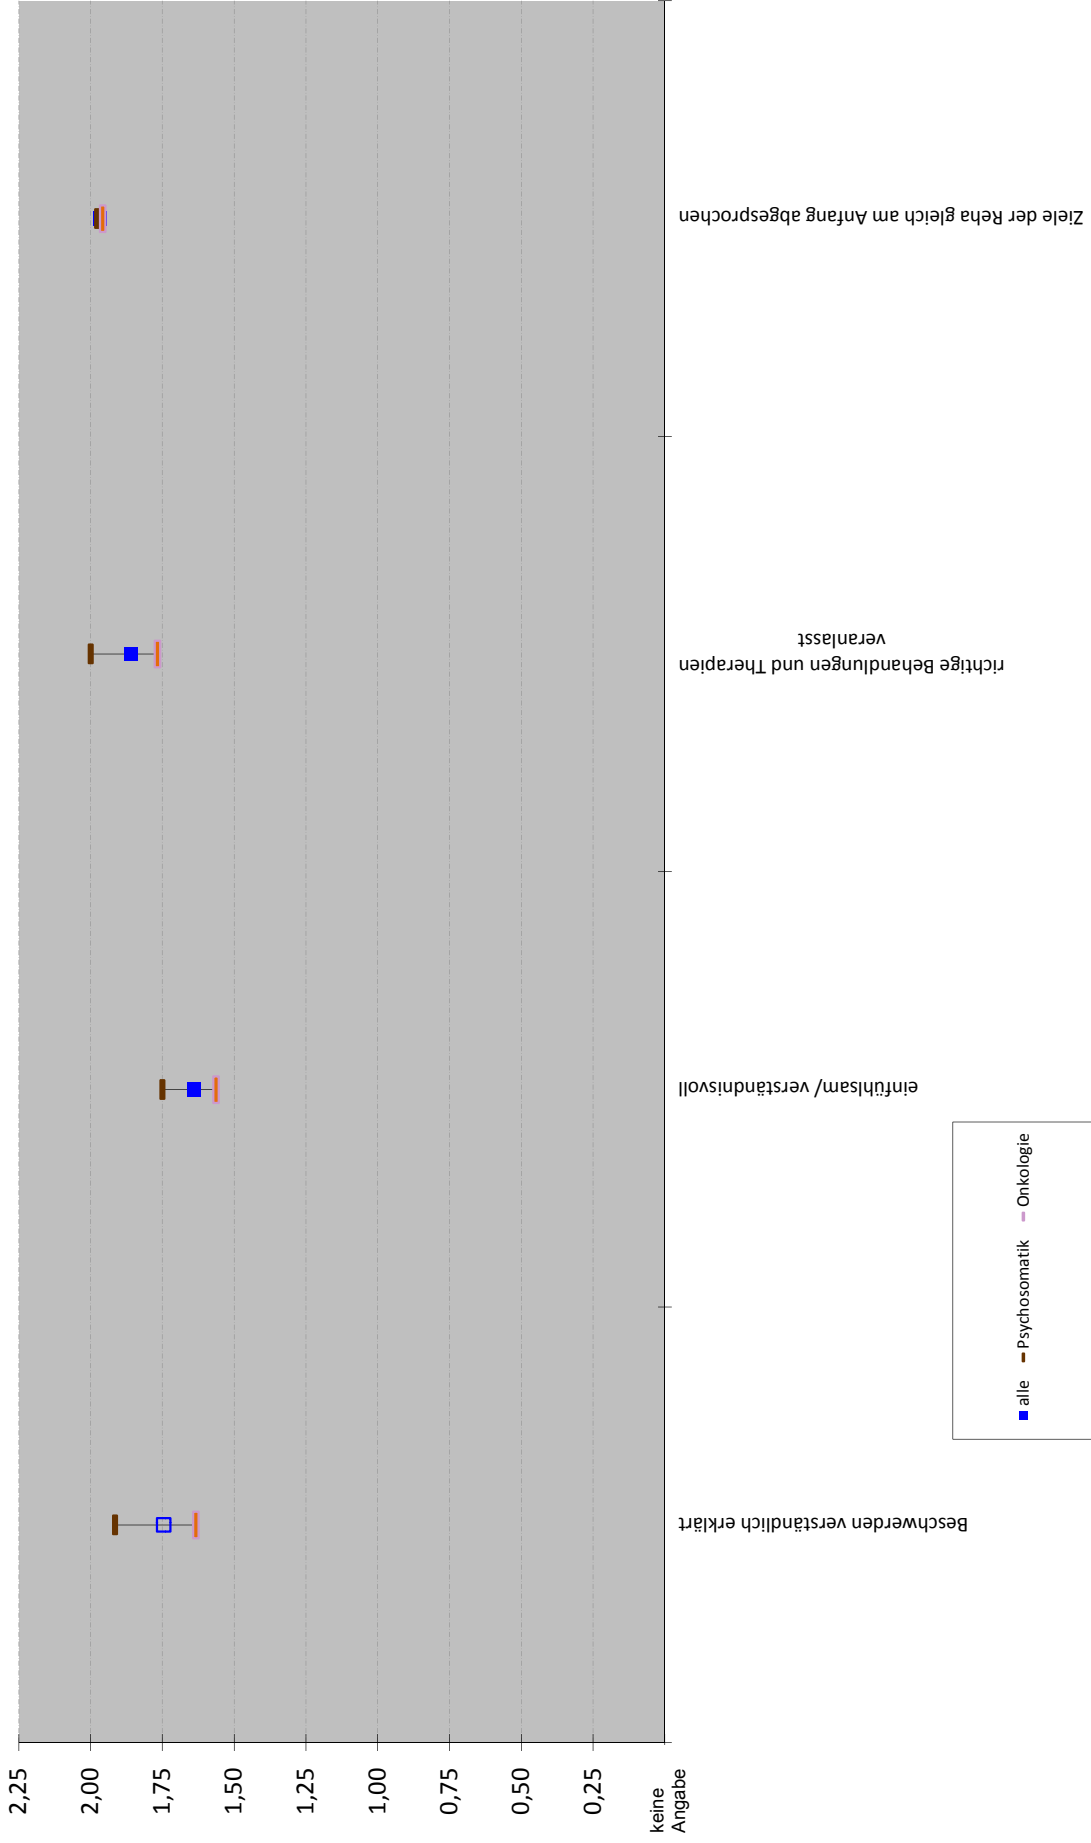 2,25
2,00
1,75
1,50
1,25
1,00
0,75
0,50
0,25
keine
Angabe
Beschwerden verständlich erklärt
einfühlsam/ verständnisvoll
richtige Behandlungen und Therapien
veranlasst
Ziele der Reha gleich am Anfang abgesprochen
alle Psychosomatik Onkologie